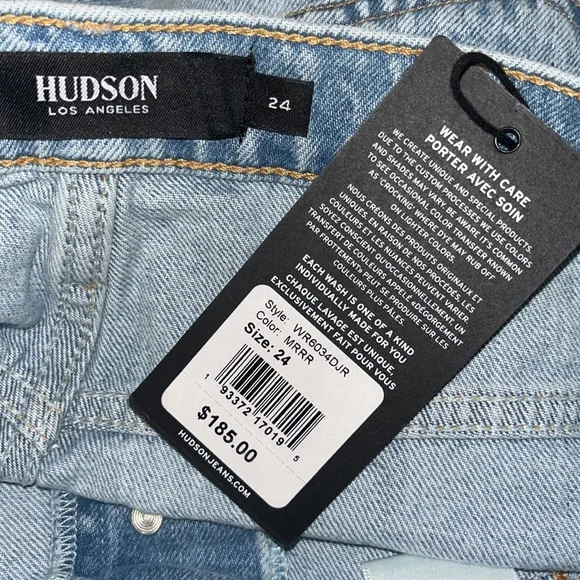 HUDSON
LOS ANGELES
24
WEAR WITH CARE
PORTER AVEC SOIN
WE CREATE UNIQUE AND SPECIAL PRODUCTS.
DUE TO THE CUSTOM PROCESSES WE USE COLORS
AND SHADES MAY VARY. BE AWARE IT'S COMMON
TO SEE OCCASIONAL COLOR TRANSFER KNOWN
AS 'CROCKING' WHERE DYE MAY RUB OFF
ON LIGHTER COLORS.
NOUS CRÉONS DES PRODUITS ORIGINAUX ET
UNIQUES. EN RAISON DE NOS PROCÉDÉS, LES
COULEURS ET LES NUANCES PEUVENT VARIER.
SOYEZ CONSCIENT QU'OCCASIONNELLEMENT, UN
TRANSFERT DE COULEUR APPELÉ «DÉGORGEMENT
PAR FROTTEMENT» PEUT SE PRODUIRE SUR LES
COULEURS PLUS PÂLES.
EACH WASH IS ONE OF A KIND
INDIVIDUALLY MADE FOR YOU
CHAQUE LAVAGE EST UNIQUE,
EXCLUSIVEMENT FAIT POUR VOUS
Style: WR6034DJR
Color: MRRR
Size: 24
1 93372 17019 5
$185.00
HUDSONJEANS.COM